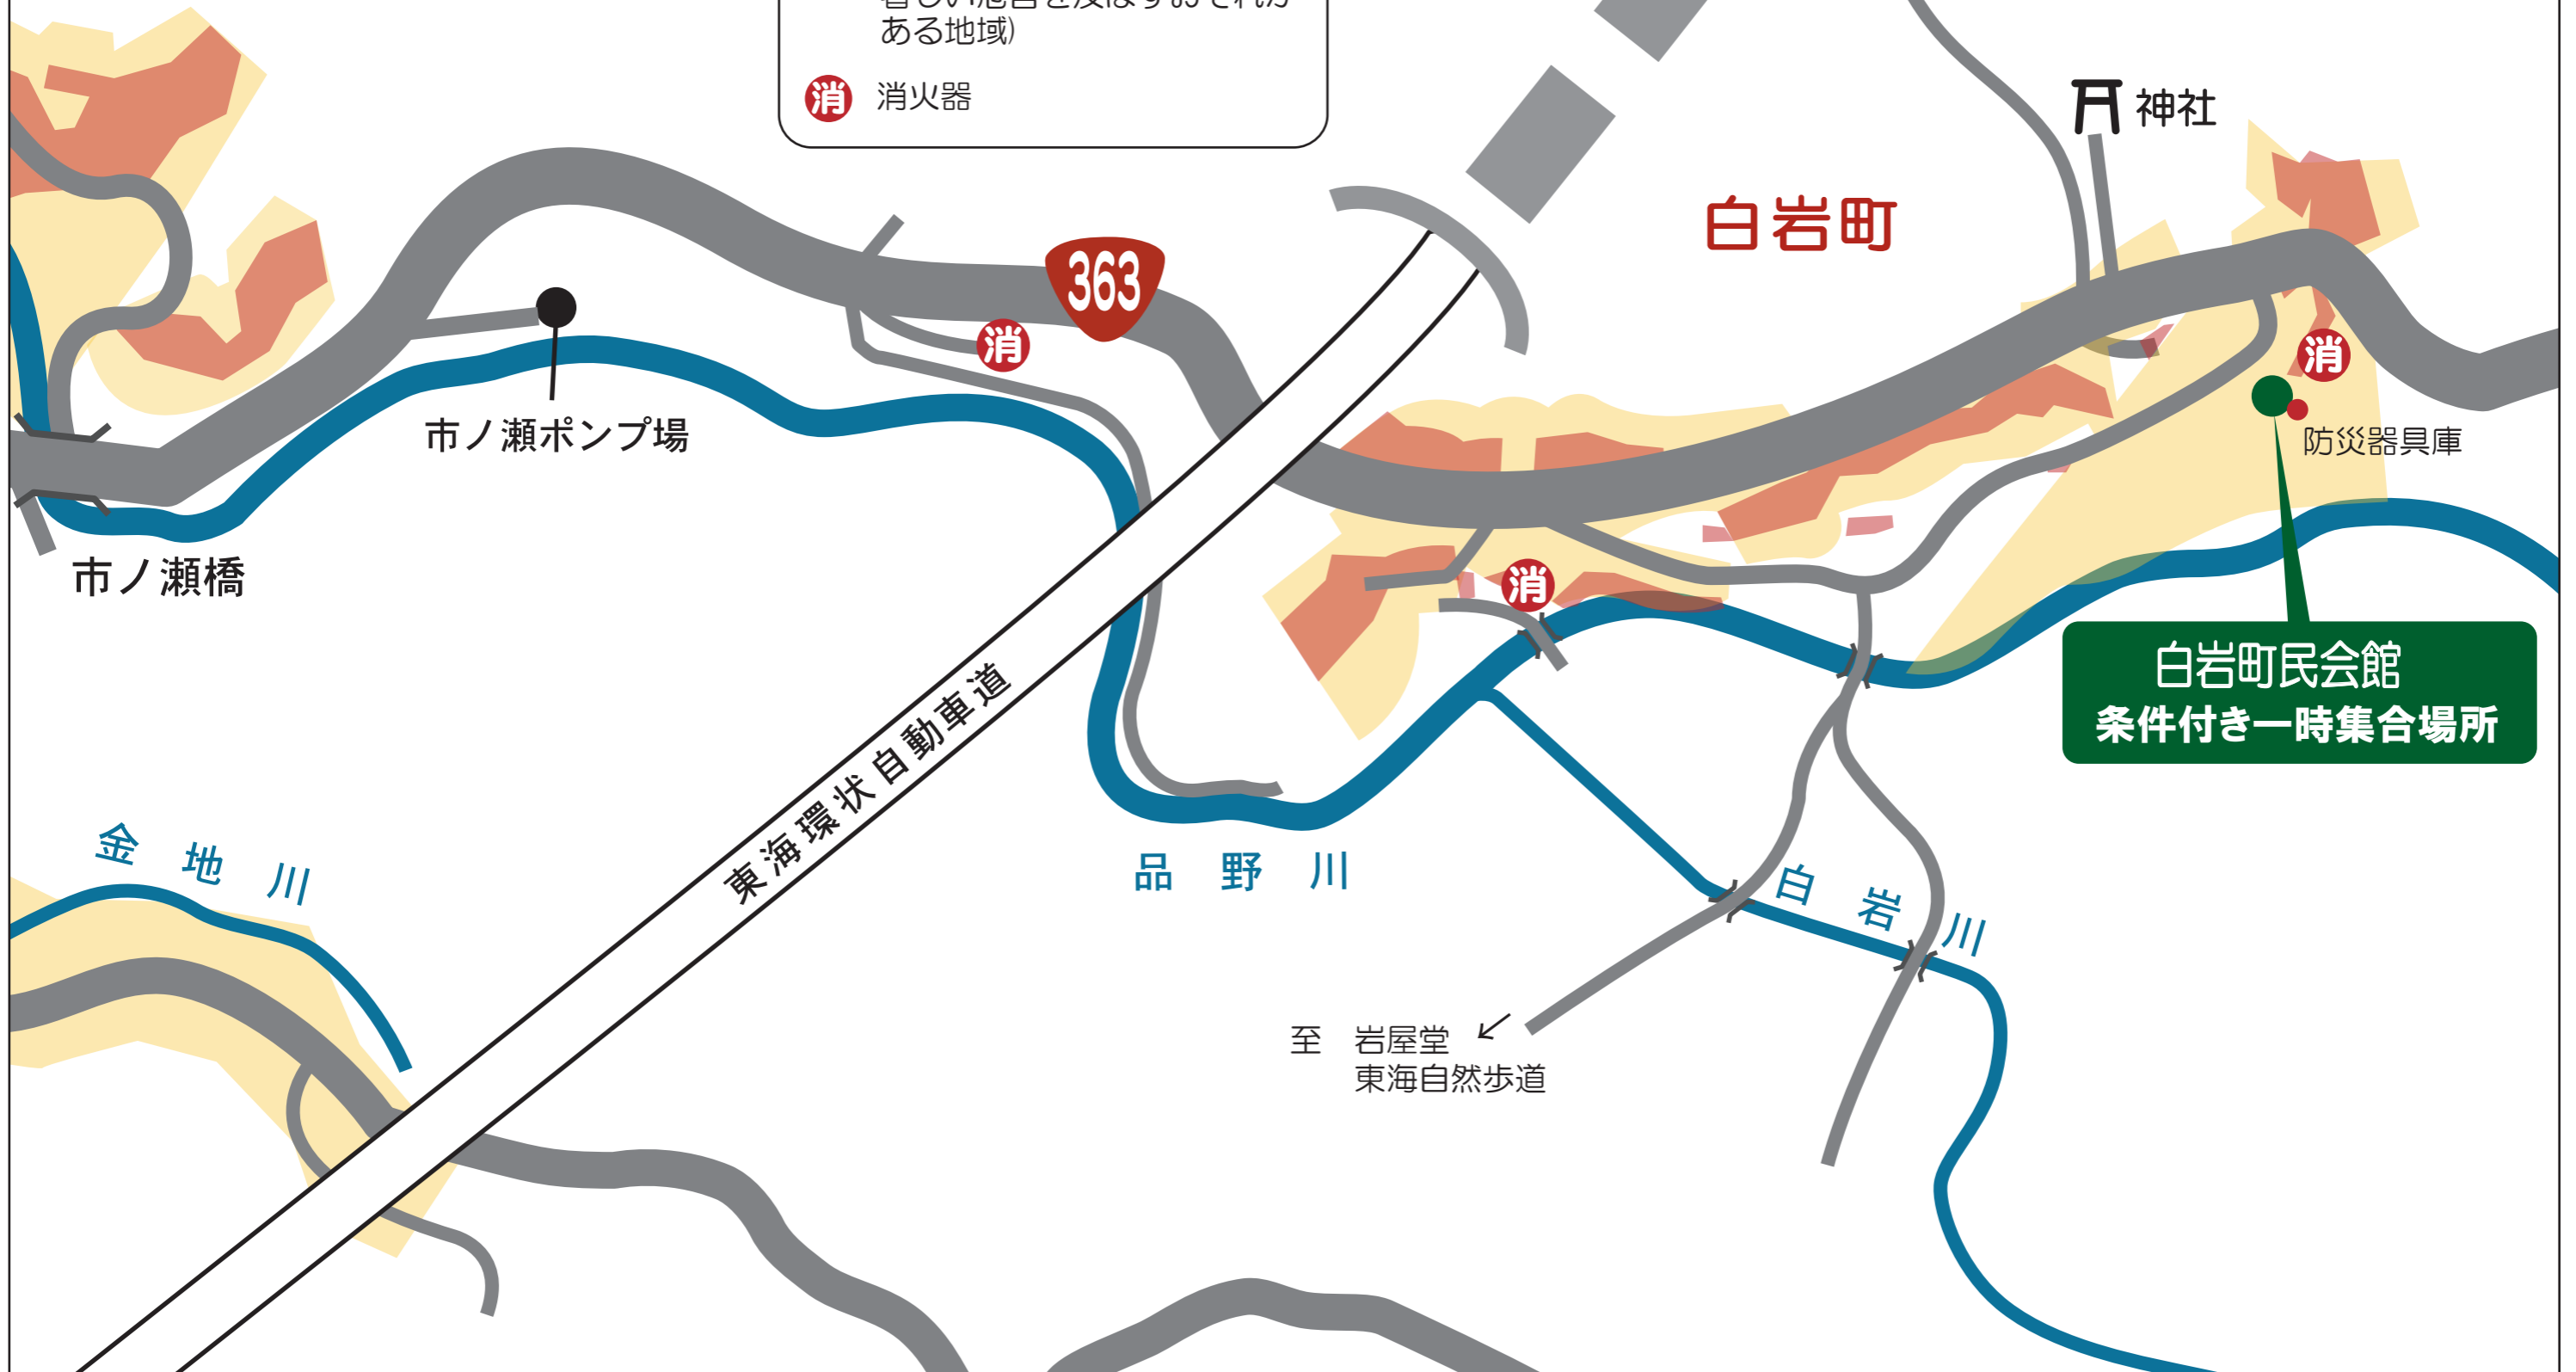 ある地域)
消 消火器
神社
白岩町
363
消
消
市ノ瀬ポンプ場
防災器具庫
市ノ瀬橋
消
白岩町民会館
条件付き一時集合場所
東海環状自動車道
金地川
品野川
白岩川
至 岩屋堂
東海自然歩道